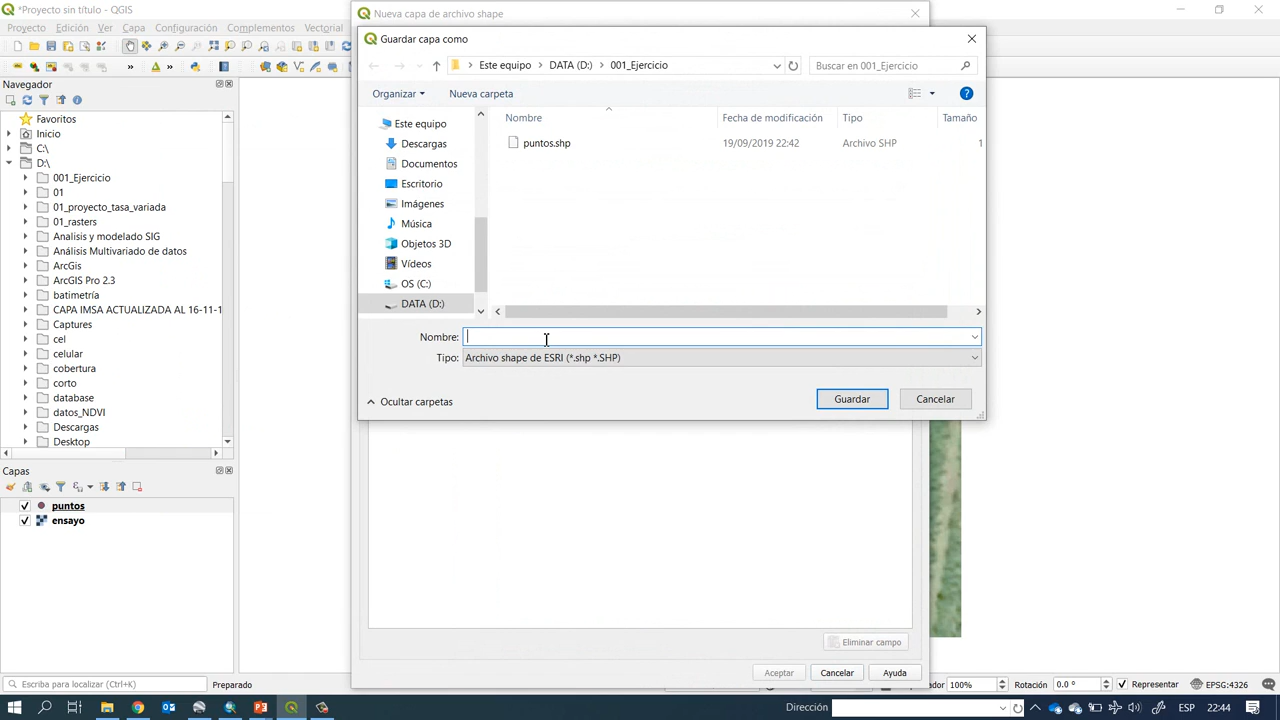 *Proyecto sin título - QGIS
Proyecto Edición Ver Capa Configuración Complementos Vectorial
Nueva capa de archivo shape
Guardar capa como
Este equipo DATA (D:) 001_Ejercicio
Buscar en 001_Ejercicio
Organizar Nueva carpeta
Este equipo
Descargas
Documentos
Escritorio
Imágenes
Música
Objetos 3D
Vídeos
OS (C:)
DATA (D:)
Nombre Fecha de modificación Tipo Tamaño
puntos.shp 19/09/2019 22:42 Archivo SHP 1
Nombre:
Tipo: Archivo shape de ESRI (*.shp *.SHP)
Ocultar carpetas
Guardar Cancelar
Navegador
Favoritos
Inicio
C:\
D:\
001_Ejercicio
01
01_proyecto_tasa_variada
01_rasters
Analisis y modelado SIG
Análisis Multivariado de datos
ArcGis
ArcGIS Pro 2.3
batimetría
CAPA IMSA ACTUALIZADA AL 16-11-1
Captures
cel
celular
cobertura
corto
database
datos_NDVI
Descargas
Desktop
Capas
puntos
ensayo
Eliminar campo
Aceptar Cancelar Ayuda
Escriba para localizar (Ctrl+K) Preparado
100% Rotación 0.0 ° Representar EPSG:4326
Dirección
ESP 22:44